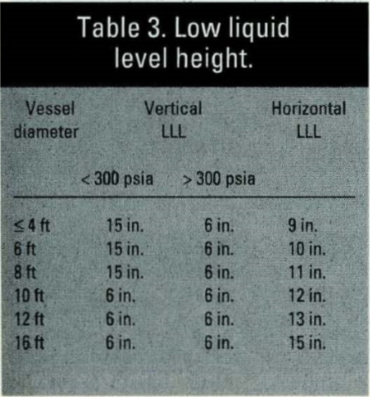 Table 3. Low liquid
level height.
Vessel Vertical Horizontal
diameter LLL LLL
< 300 psia > 300 psia
≤ 4 ft 15 in. 6 in. 9 in.
6 ft 15 in. 6 in. 10 in.
8 ft 15 in. 6 in. 11 in.
10 ft 6 in. 6 in. 12 in.
12 ft 6 in. 6 in. 13 in.
16 ft 6 in. 6 in. 15 in.